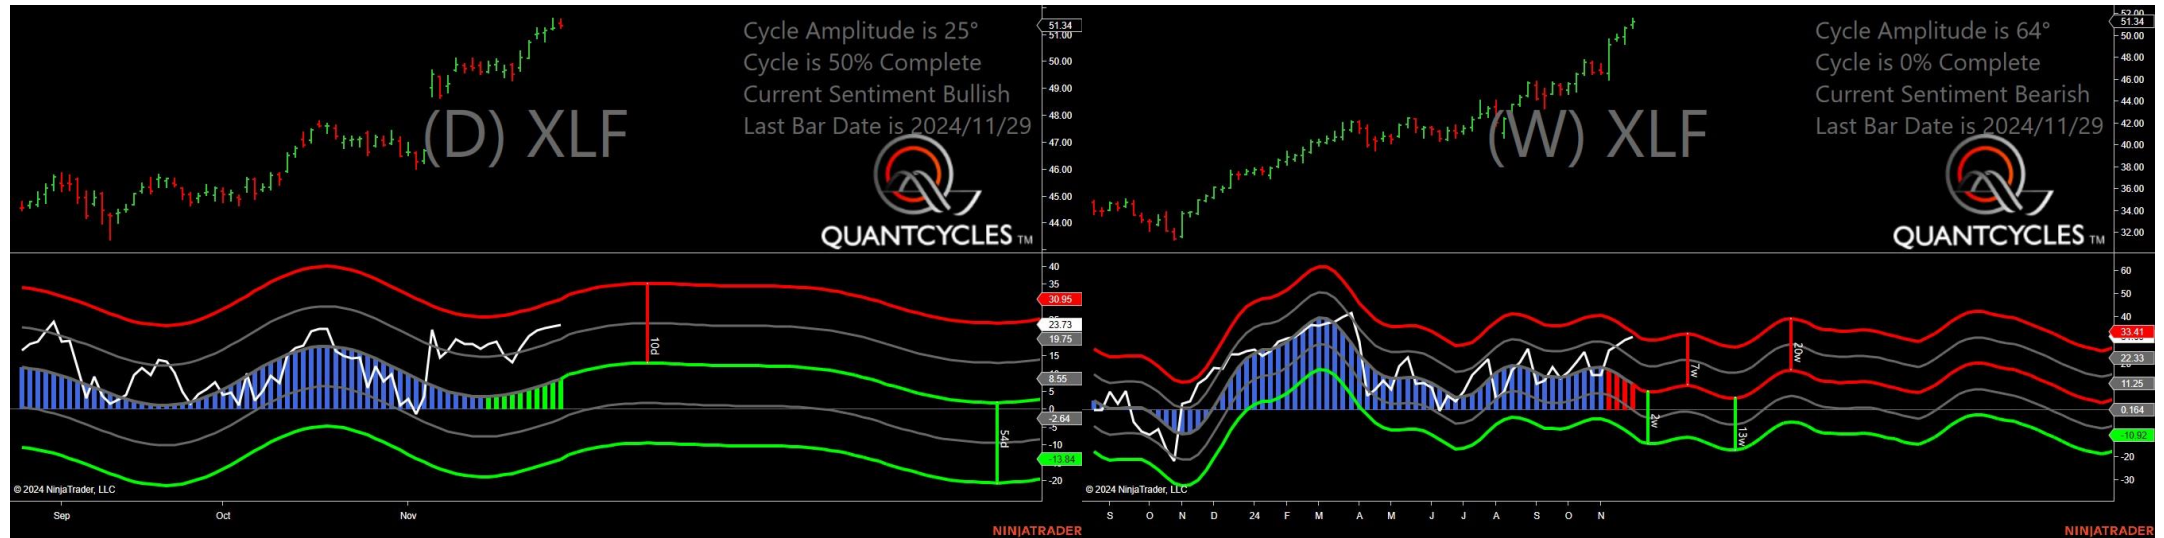 Cycle Amplitude is 25°
Cycle is 50% Complete
Current Sentiment Bullish
Last Bar Date is 2024/11/29
(D) XLF
QUANTCYCLES TM
51.34
51.00
50.00
49.00
48.00
47.00
46.00
45.00
44.00
40
35
30.95
23.73
19.75
15
8.55
5
0
-2.64
-5
-10
-13.84
-20
10d
54d
© 2024 NinjaTrader, LLC
Sep
Oct
Nov
NINJATRADER
Cycle Amplitude is 64°
Cycle is 0% Complete
Current Sentiment Bearish
Last Bar Date is 2024/11/29
(W) XLF
QUANTCYCLES TM
52.00
51.34
50.00
48.00
46.00
44.00
42.00
40.00
38.00
36.00
34.00
32.00
60
50
40
33.41
22.33
11.25
0.164
-10.92
-20
-30
2w
7w
13w
20w
© 2024 NinjaTrader, LLC
S O N D 24 F M A M J J A S O N
NINJATRADER